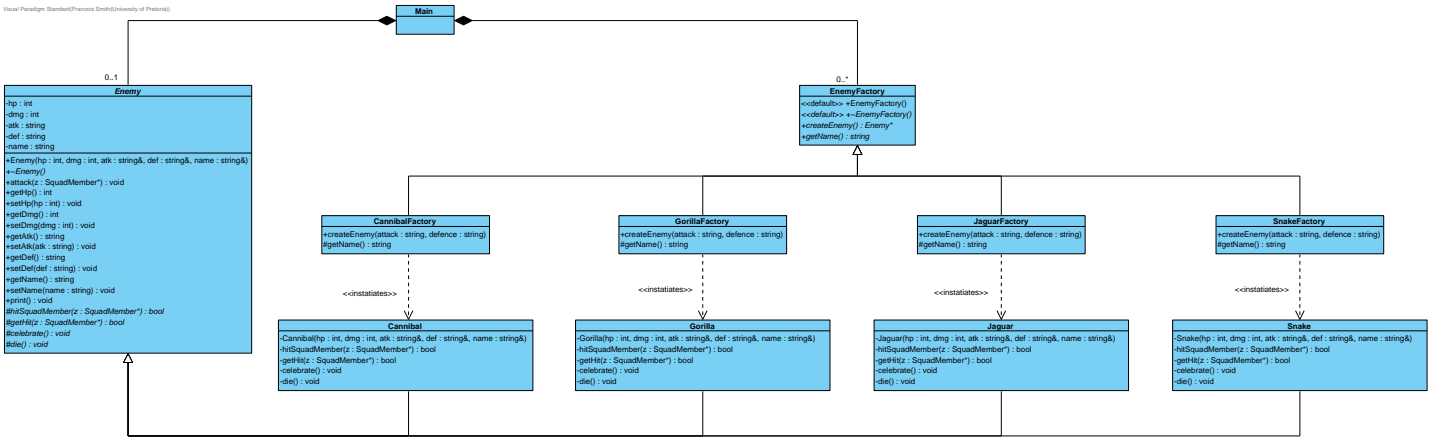 Visual Paradigm Standard(Francois Smith(University of Pretoria))
Main
0..1
0..*
Enemy
-hp : int
-dmg : int
-atk : string
-def : string
-name : string
+Enemy(hp : int, dmg : int, atk : string&, def : string&, name : string&)
+~Enemy()
+attack(z : SquadMember*) : void
+getHp() : int
+setHp(hp : int) : void
+getDmg() : int
+setDmg(dmg : int) : void
+getAtk() : string
+setAtk(atk : string) : void
+getDef() : string
+setDef(def : string) : void
+getName() : string
+setName(name : string) : void
+print() : void
#hitSquadMember(z : SquadMember*) : bool
#getHit(z : SquadMember*) : bool
#celebrate() : void
#die() : void
EnemyFactory
<<default>> +EnemyFactory()
<<default>> +~EnemyFactory()
+createEnemy() : Enemy*
+getName() : string
CannibalFactory
+createEnemy(attack : string, defence : string)
#getName() : string
GorillaFactory
+createEnemy(attack : string, defence : string)
#getName() : string
JaguarFactory
+createEnemy(attack : string, defence : string)
#getName() : string
SnakeFactory
+createEnemy(attack : string, defence : string)
#getName() : string
<<instatiates>>
<<instatiates>>
<<instatiates>>
<<instatiates>>
Cannibal
-Cannibal(hp : int, dmg : int, atk : string&, def : string&, name : string&)
-hitSquadMember(z : SquadMember*) : bool
-getHit(z : SquadMember*) : bool
-celebrate() : void
-die() : void
Gorilla
-Gorilla(hp : int, dmg : int, atk : string&, def : string&, name : string&)
-hitSquadMember(z : SquadMember*) : bool
-getHit(z : SquadMember*) : bool
-celebrate() : void
-die() : void
Jaguar
-Jaguar(hp : int, dmg : int, atk : string&, def : string&, name : string&)
-hitSquadMember(z : SquadMember*) : bool
-getHit(z : SquadMember*) : bool
-celebrate() : void
-die() : void
Snake
-Snake(hp : int, dmg : int, atk : string&, def : string&, name : string&)
-hitSquadMember(z : SquadMember*) : bool
-getHit(z : SquadMember*) : bool
-celebrate() : void
-die() : void